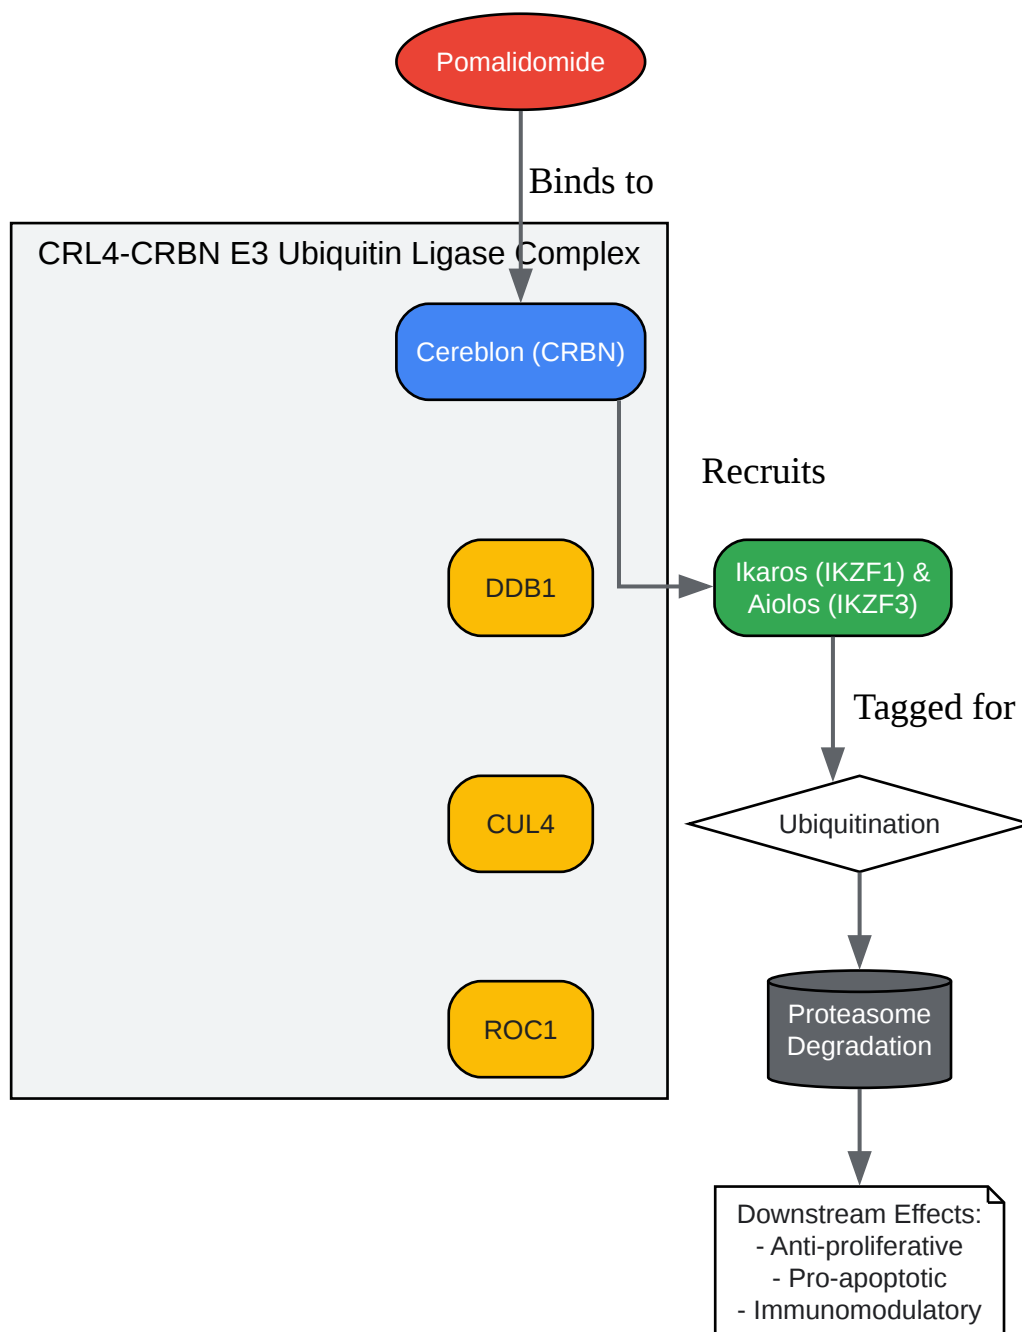 Pomalidomide
Binds to
CRL4-CRBN E3 Ubiquitin Ligase Complex
Cereblon (CRBN)
Recruits
DDB1
Ikaros (IKZF1) &
Aiolos (IKZF3)
Tagged for
CUL4
Ubiquitination
ROC1
Proteasome
Degradation
Downstream Effects:
- Anti-proliferative
- Pro-apoptotic
- Immunomodulatory